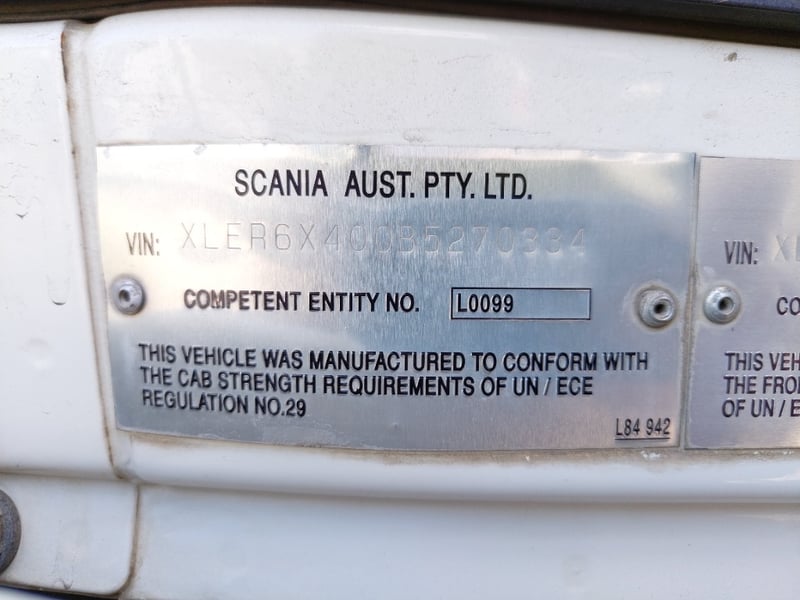 SCANIA AUST. PTY. LTD.
VIN: XLER6X400B5270334
COMPETENT ENTITY NO. L0099
THIS VEHICLE WAS MANUFACTURED TO CONFORM WITH
THE CAB STRENGTH REQUIREMENTS OF UN / ECE
REGULATION NO.29
L84 942
VIN:
CO
THIS VEH
THE FRO
OF UN / E